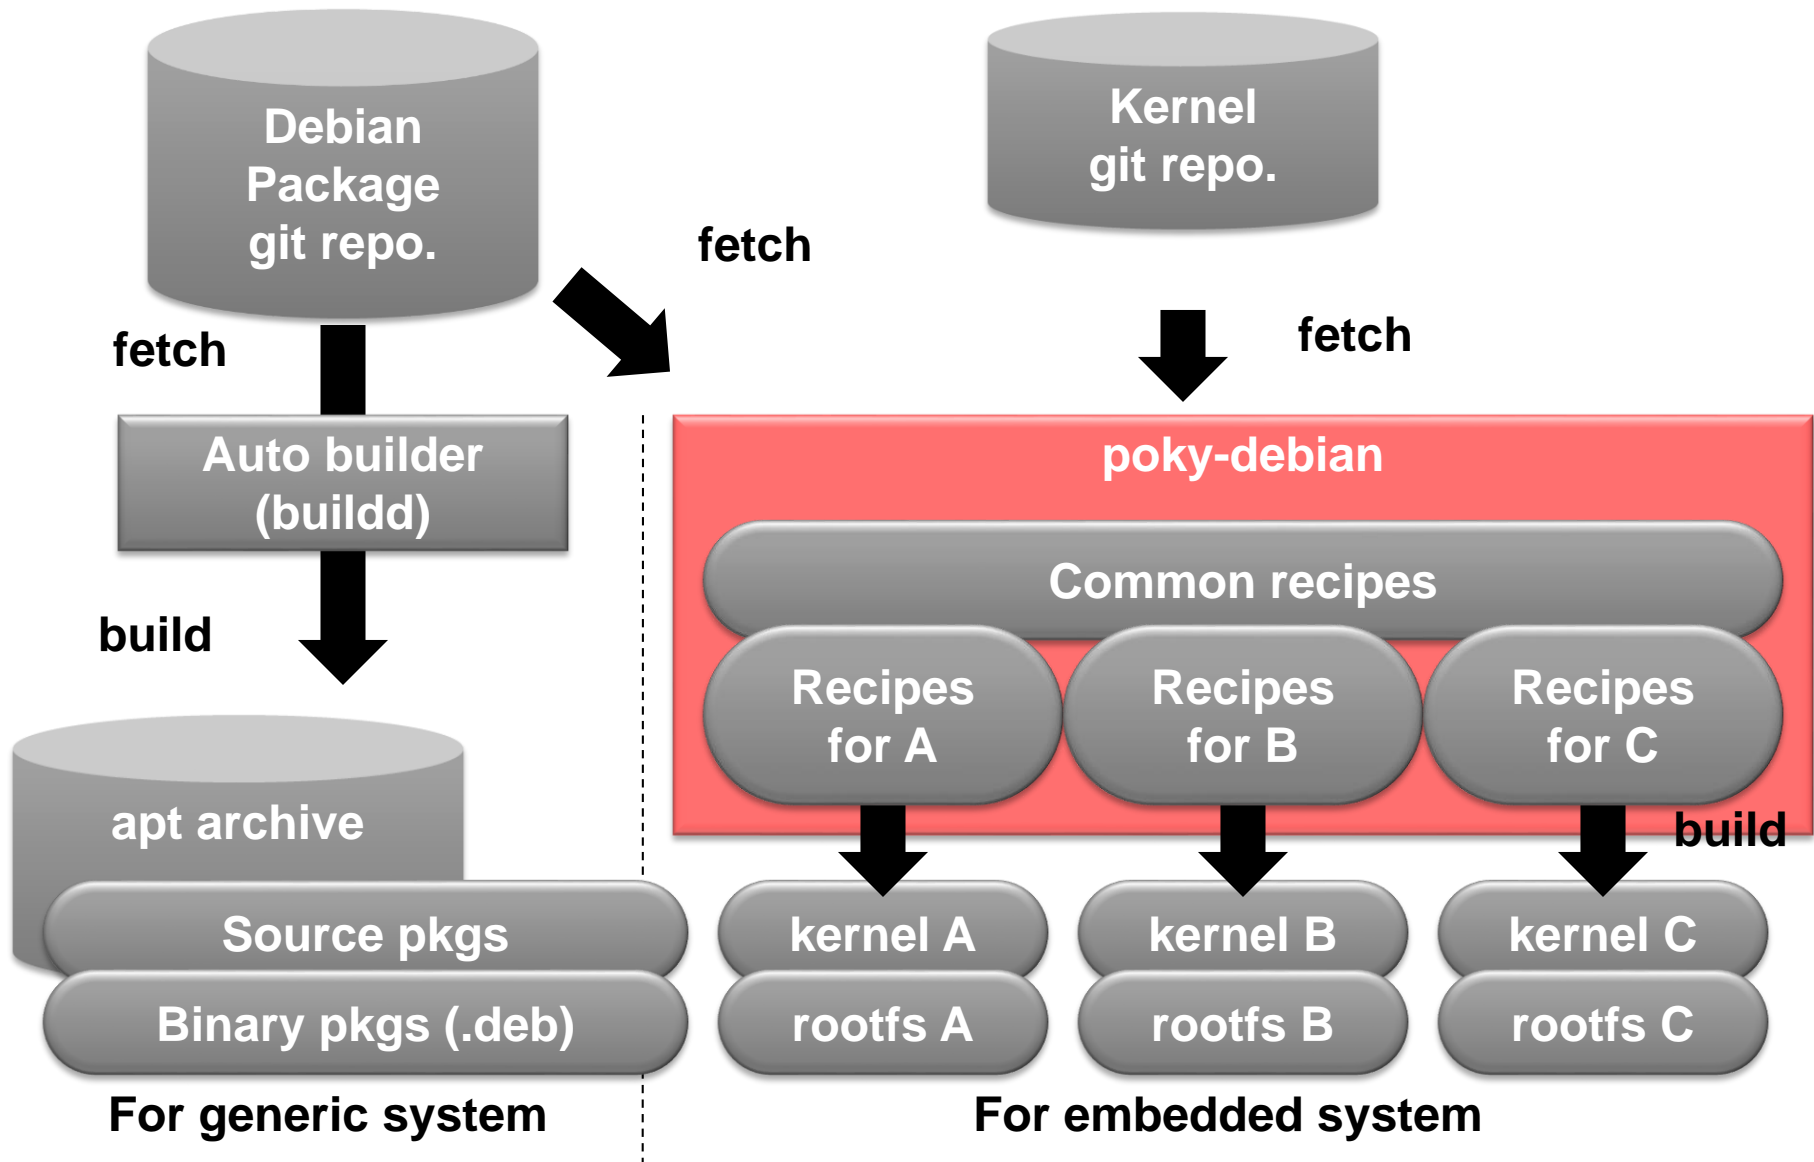 Debian
Package
git repo.
Kernel
git repo.
fetch
fetch
fetch
Auto builder
(buildd)
poky-debian
Common recipes
build
Recipes
for A
Recipes
for B
Recipes
for C
apt archive
build
Source pkgs
kernel A
kernel B
kernel C
Binary pkgs (.deb)
rootfs A
rootfs B
rootfs C
For generic system
For embedded system